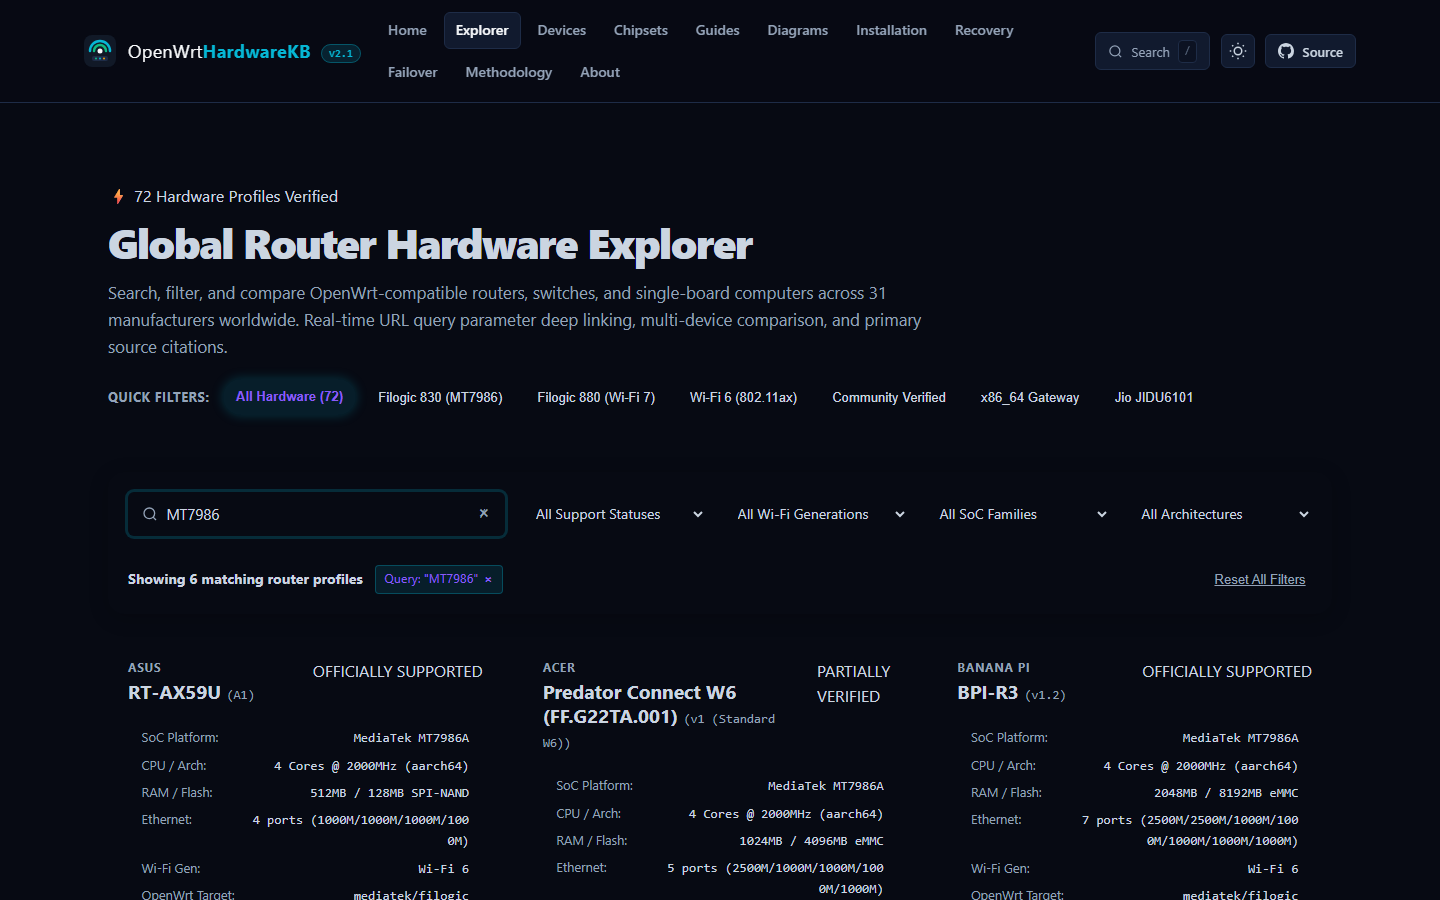 OpenWrtHardwareKB v2.1
Home Explorer Devices Chipsets Guides Diagrams Installation Recovery
Failover Methodology About
Search /
Source
72 Hardware Profiles Verified
Global Router Hardware Explorer
Search, filter, and compare OpenWrt-compatible routers, switches, and single-board computers across 31
manufacturers worldwide. Real-time URL query parameter deep linking, multi-device comparison, and primary
source citations.
QUICK FILTERS: All Hardware (72) Filogic 830 (MT7986) Filogic 880 (Wi-Fi 7) Wi-Fi 6 (802.11ax) Community Verified x86_64 Gateway Jio JIDU6101
MT7986 ×
All Support Statuses All Wi-Fi Generations All SoC Families All Architectures
Showing 6 matching router profiles Query: "MT7986" × Reset All Filters
ASUS
RT-AX59U (A1)
OFFICIALLY SUPPORTED
SoC Platform: MediaTek MT7986A
CPU / Arch: 4 Cores @ 2000MHz (aarch64)
RAM / Flash: 512MB / 128MB SPI-NAND
Ethernet: 4 ports (1000M/1000M/1000M/100
0M)
Wi-Fi Gen: Wi-Fi 6
OpenWrt Target: mediatek/filogic
ACER
Predator Connect W6
(FF.G22TA.001) (v1 (Standard
W6))
PARTIALLY
VERIFIED
SoC Platform: MediaTek MT7986A
CPU / Arch: 4 Cores @ 2000MHz (aarch64)
RAM / Flash: 1024MB / 4096MB eMMC
Ethernet: 5 ports (2500M/1000M/1000M/100
0M/1000M)
BANANA PI
BPI-R3 (v1.2)
OFFICIALLY SUPPORTED
SoC Platform: MediaTek MT7986A
CPU / Arch: 4 Cores @ 2000MHz (aarch64)
RAM / Flash: 2048MB / 8192MB eMMC
Ethernet: 7 ports (2500M/2500M/1000M/100
0M/1000M/1000M/1000M)
Wi-Fi Gen: Wi-Fi 6
OpenWrt Target: mediatek/filogic